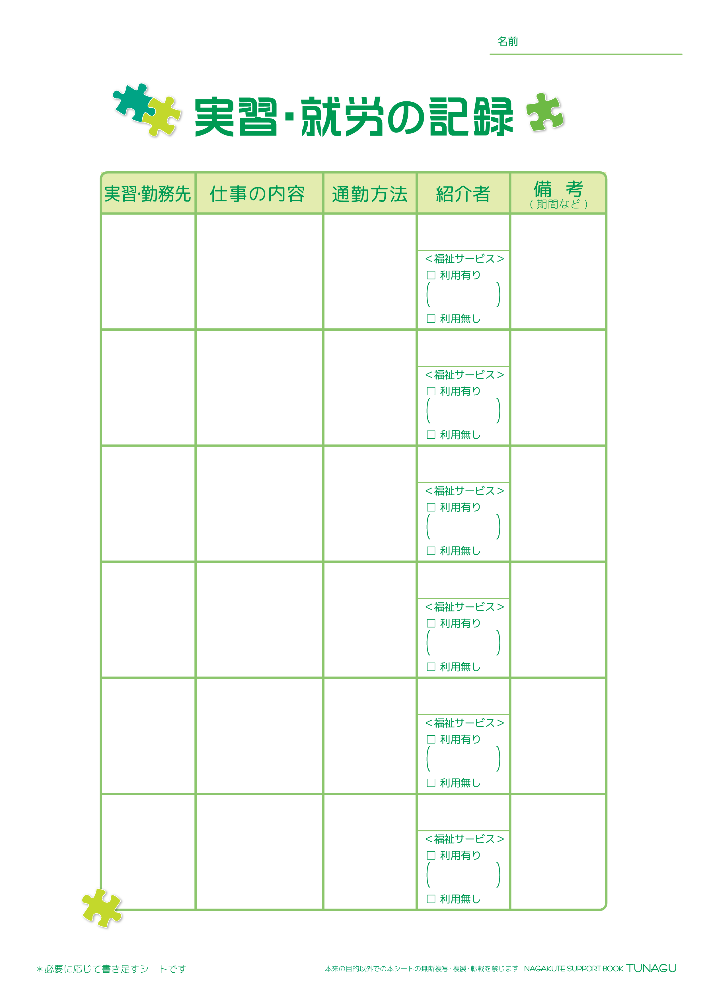 名前
実習・就労の記録
実習・勤務先 仕事の内容 通勤方法 紹介者 備 考
( 期間など )
<福祉サービス>
□ 利用有り
( )
□ 利用無し
<福祉サービス>
□ 利用有り
( )
□ 利用無し
<福祉サービス>
□ 利用有り
( )
□ 利用無し
<福祉サービス>
□ 利用有り
( )
□ 利用無し
<福祉サービス>
□ 利用有り
( )
□ 利用無し
<福祉サービス>
□ 利用有り
( )
□ 利用無し
*必要に応じて書き足すシートです
本来の目的以外での本シートの無断複写・複製・転載を禁じます NAGAKUTE SUPPORT BOOK TUNAGU